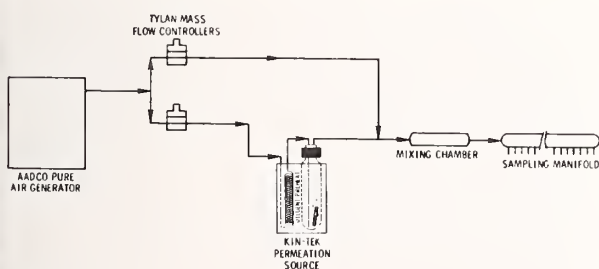 TYLAN MASS
FLOW CONTROLLERS
AADCO PURE
AIR GENERATOR
MIXING CHAMBER
SAMPLING MANIFOLD
KIN-TEK
PERMEATION
SOURCE